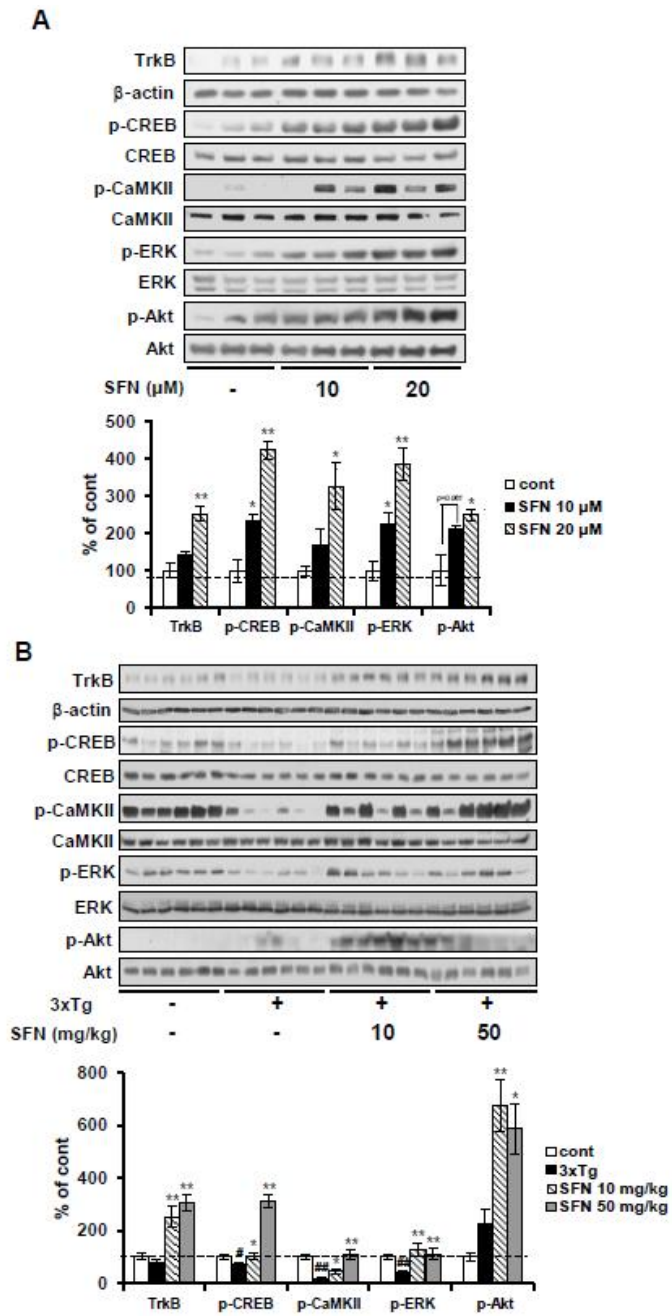 A
TrkB
β-actin
p-CREB
CREB
p-CaMKII
CaMKII
p-ERK
ERK
p-Akt
Akt
SFN (µM) - 10 20
500
400
300
200
100
0
% of cont
** * ** * * ** *
cont
SFN 10 µM
SFN 20 µM
TrkB p-CREB p-CaMKII p-ERK p-Akt
B
TrkB
β-actin
p-CREB
CREB
p-CaMKII
CaMKII
p-ERK
ERK
p-Akt
Akt
3xTg - + + +
SFN (mg/kg) - - 10 50
800
600
400
200
0
% of cont
** ** # * ** ## * ** ## ** ** ** *
cont
3xTg
SFN 10 mg/kg
SFN 50 mg/kg
TrkB p-CREB p-CaMKII p-ERK p-Akt